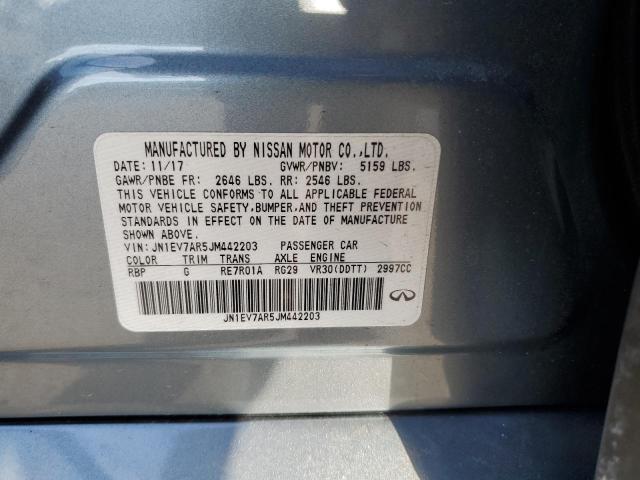 MANUFACTURED BY NISSAN MOTOR CO.,LTD.
DATE: 11/17 GVWR/PNBV: 5159 LBS.
GAWR/PNBE FR: 2646 LBS. RR: 2546 LBS.
THIS VEHICLE CONFORMS TO ALL APPLICABLE FEDERAL
MOTOR VEHICLE SAFETY,BUMPER,AND THEFT PREVENTION
STANDARDS IN EFFECT ON THE DATE OF MANUFACTURE
SHOWN ABOVE.
VIN: JN1EV7AR5JM442203 PASSENGER CAR
COLOR TRIM TRANS AXLE ENGINE
RBP G RE7R01A RG29 VR30(DDTT) 2997CC
JN1EV7AR5JM442203